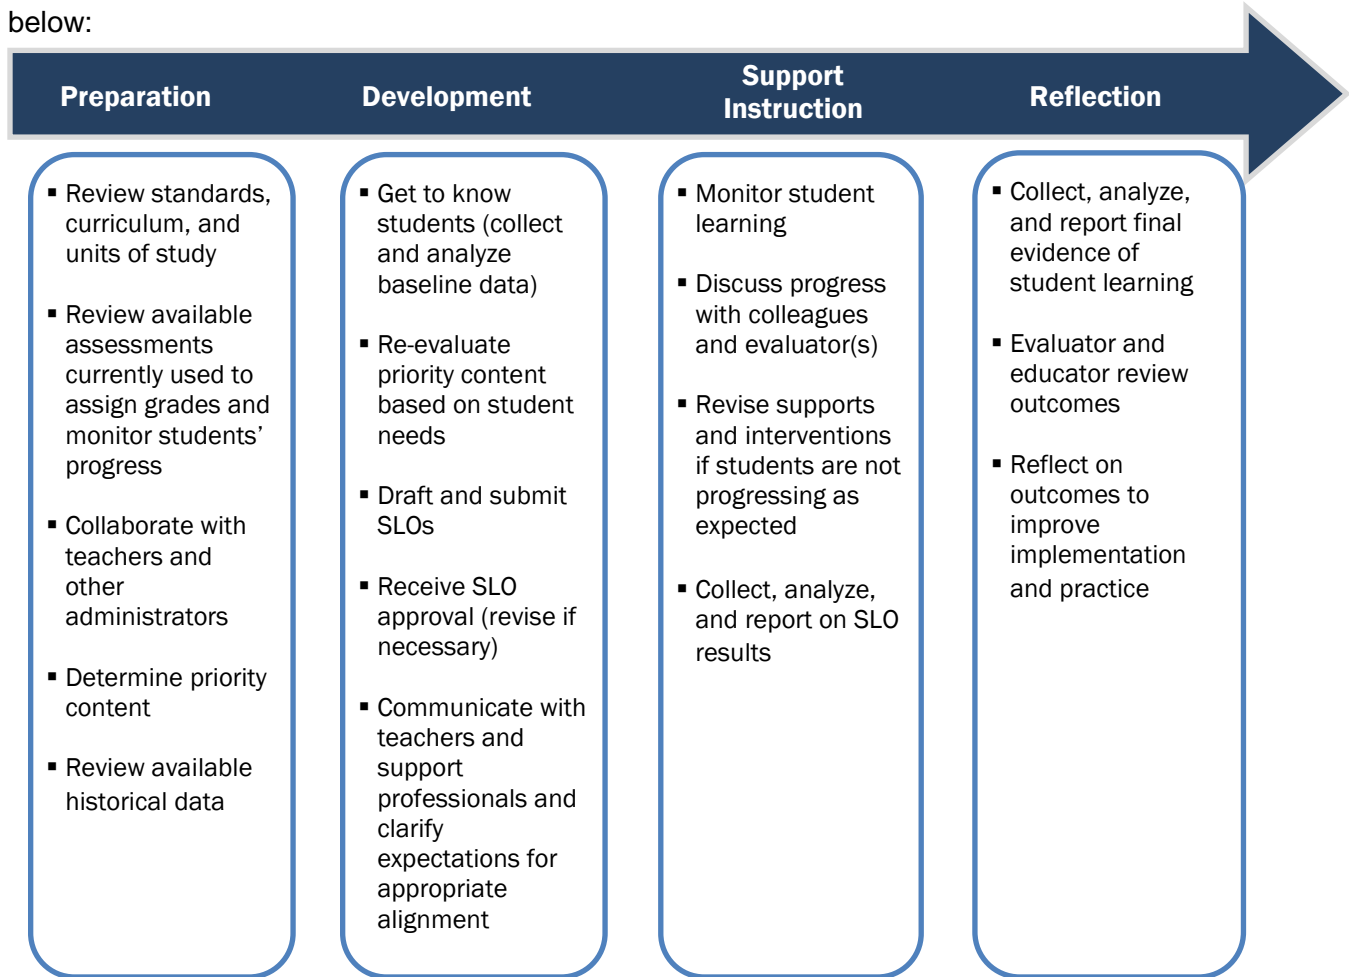 below:
Preparation
Development
Support
Instruction
Reflection
▪ Review standards,
curriculum, and
units of study
▪ Review available
assessments
currently used to
assign grades and
monitor students’
progress
▪ Collaborate with
teachers and
other
administrators
▪ Determine priority
content
▪ Review available
historical data
▪ Get to know
students (collect
and analyze
baseline data)
▪ Re-evaluate
priority content
based on student
needs
▪ Draft and submit
SLOs
▪ Receive SLO
approval (revise if
necessary)
▪ Communicate with
teachers and
support
professionals and
clarify
expectations for
appropriate
alignment
▪ Monitor student
learning
▪ Discuss progress
with colleagues
and evaluator(s)
▪ Revise supports
and interventions
if students are not
progressing as
expected
▪ Collect, analyze,
and report on SLO
results
▪ Collect, analyze,
and report final
evidence of
student learning
▪ Evaluator and
educator review
outcomes
▪ Reflect on
outcomes to
improve
implementation
and practice